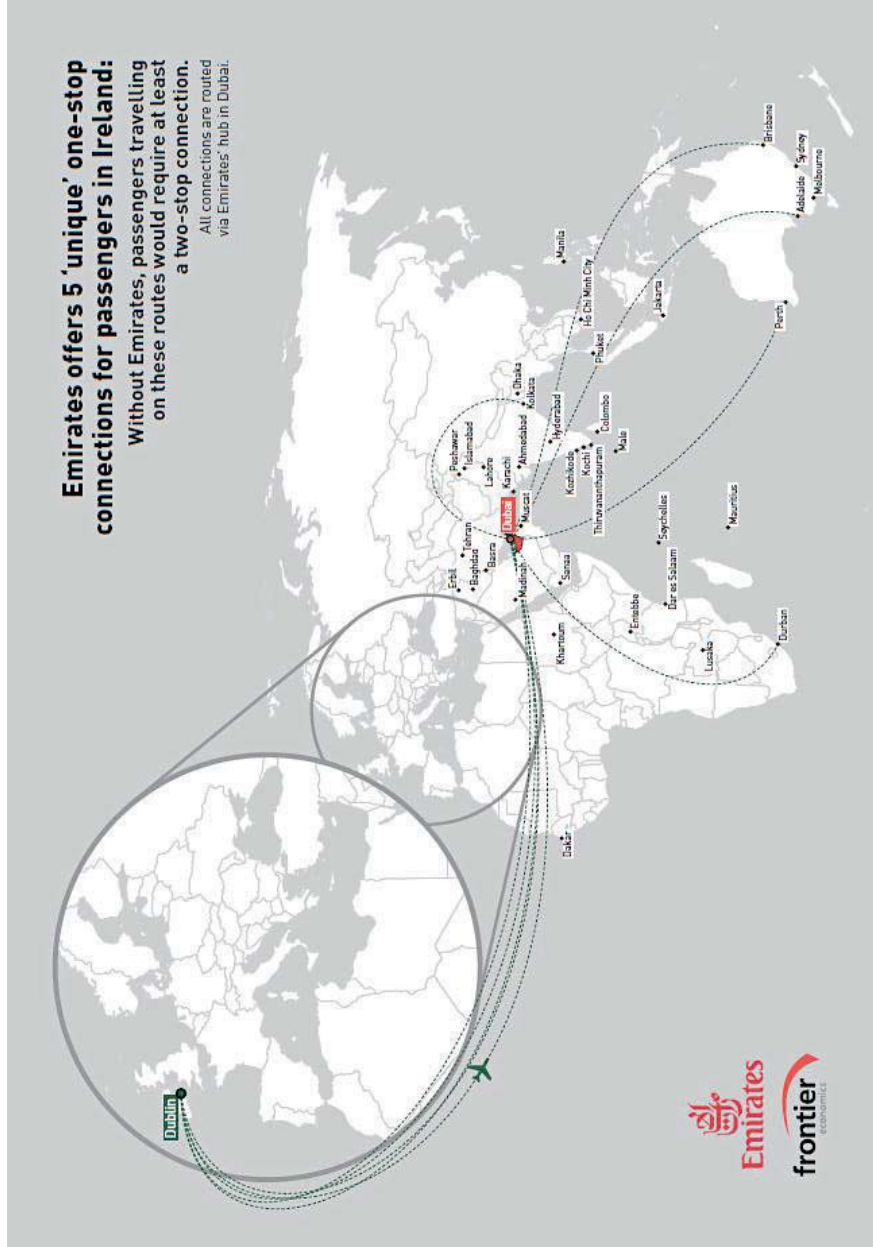 Emirates offers 5 ‘unique’ one-stop
connections for passengers in Ireland:
Without Emirates, passengers travelling
on these routes would require at least
a two-stop connection.
All connections are routed
via Emirates’ hub in Dubai.
Dublin
Erbil
Tehran
Baghdad
Basra
Peshawar
Islamabad
Lahore
Dubai
Karachi
Muscat
Ahmedabad
Dhaka
Kolkata
Madinah
Sanaa
Khartoum
Dakar
Hyderabad
Kozhikode
Kochi
Thiruvananthapuram
Colombo
Male
Manila
Ho Chi Minh City
Phuket
Jakarta
Entebbe
Dar es Salaam
Seychelles
Lusaka
Mauritius
Durban
Perth
Adelaide
Melbourne
Sydney
Brisbane
Emirates
frontier
economics